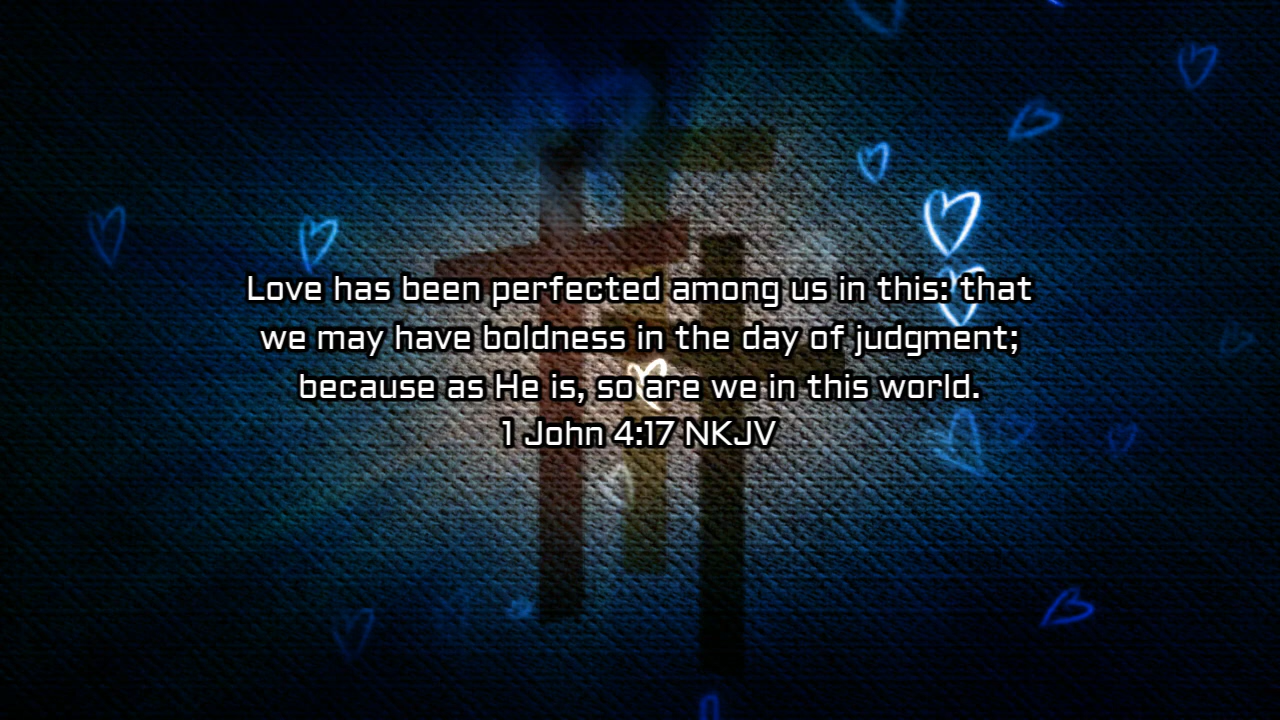 Love has been perfected among us in this: that
we may have boldness in the day of judgment;
because as He is, so are we in this world.
1 John 4:17 NKJV